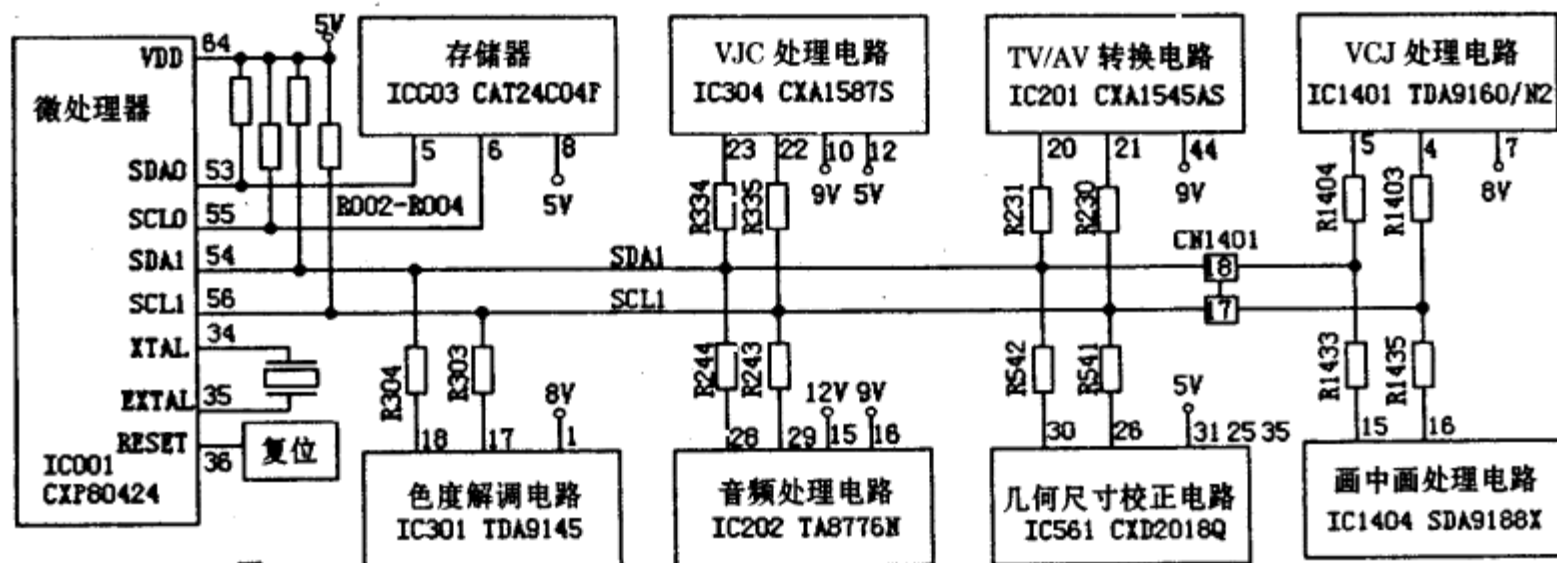 5V
VDD
64
微处理器
SDA0
53
SCL0
55
SDA1
54
SCL1
56
XTAL
34
EXTAL
35
RESET
36
IC001
CXP80424
复位
R002-R004
存储器
ICC03 CAT24C04F
5
6
8
5V
VJC 处理电路
IC304 CXA1587S
23
22
10
12
9V
5V
R334
R335
TV/AV 转换电路
IC201 CXA1545AS
20
21
44
9V
R231
R230
VCJ 处理电路
IC1401 TDA9160/N2
5
4
7
8V
R1404
R1403
CN1401
8
7
SDA1
SCL1
R304
R303
8V
18
17
1
色度解调电路
IC301 TDA9145
R244
R243
12V
9V
28
29
15
16
音频处理电路
IC202 TA8776N
R542
R541
5V
30
26
31 25 35
几何尺寸校正电路
IC561 CXD2018Q
R1433
R1435
15
16
画中画处理电路
IC1404 SDA9188X